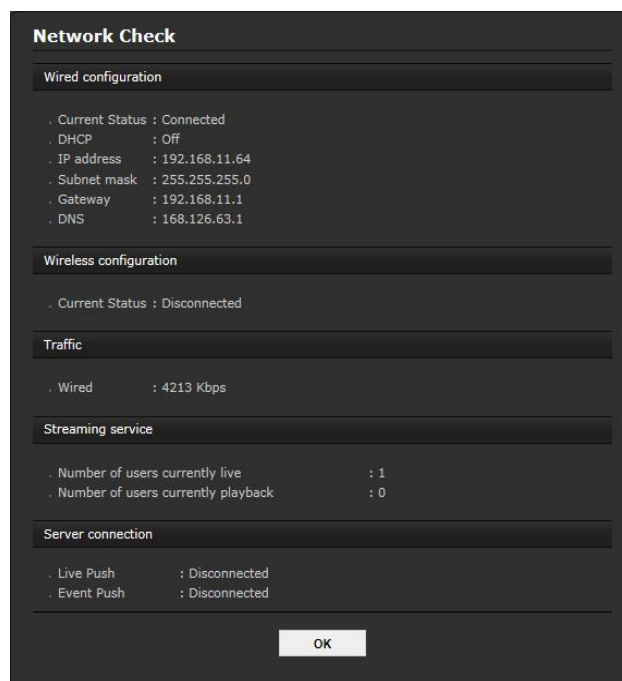 Network Check
Wired configuration
. Current Status : Connected
. DHCP : Off
. IP address : 192.168.11.64
. Subnet mask : 255.255.255.0
. Gateway : 192.168.11.1
. DNS : 168.126.63.1
Wireless configuration
. Current Status : Disconnected
Traffic
. Wired : 4213 Kbps
Streaming service
. Number of users currently live : 1
. Number of users currently playback : 0
Server connection
. Live Push : Disconnected
. Event Push : Disconnected
OK